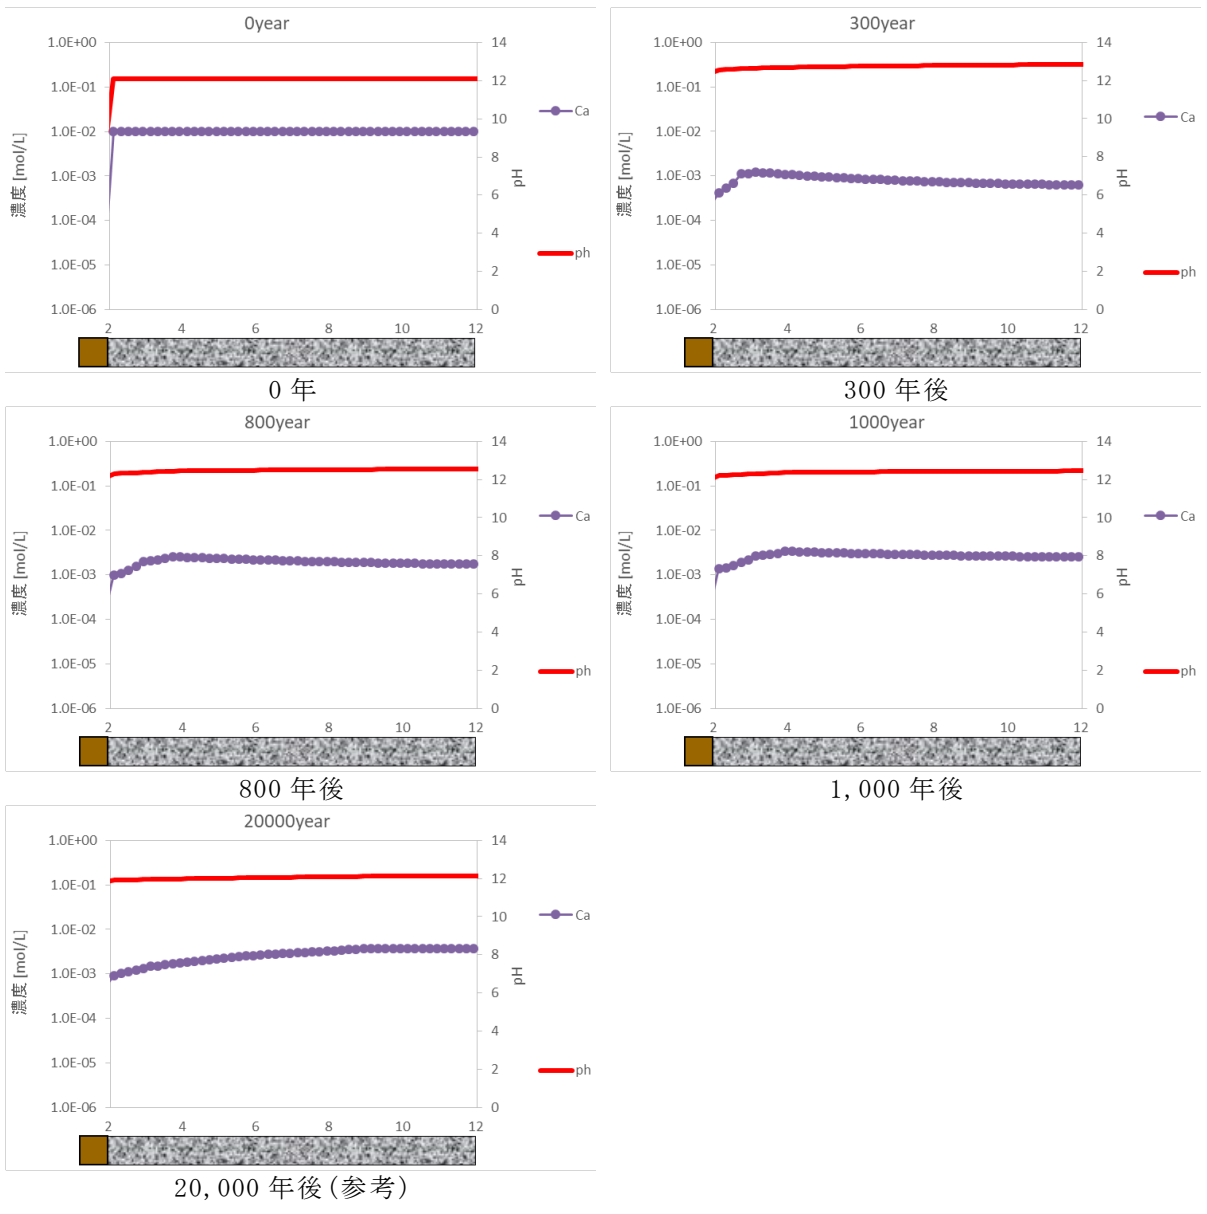 0year
1.0E+00
1.0E-01
1.0E-02
1.0E-03
1.0E-04
1.0E-05
1.0E-06
濃度 [mol/L]
14
12
10
8
6
4
2
0
pH
Ca
ph
2 4 6 8 10 12
0 年
300year
1.0E+00
1.0E-01
1.0E-02
1.0E-03
1.0E-04
1.0E-05
1.0E-06
濃度 [mol/L]
14
12
10
8
6
4
2
0
pH
Ca
ph
2 4 6 8 10 12
300 年後
800year
1.0E+00
1.0E-01
1.0E-02
1.0E-03
1.0E-04
1.0E-05
1.0E-06
濃度 [mol/L]
14
12
10
8
6
4
2
0
pH
Ca
ph
2 4 6 8 10 12
800 年後
1000year
1.0E+00
1.0E-01
1.0E-02
1.0E-03
1.0E-04
1.0E-05
1.0E-06
濃度 [mol/L]
14
12
10
8
6
4
2
0
pH
Ca
ph
2 4 6 8 10 12
1,000 年後
20000year
1.0E+00
1.0E-01
1.0E-02
1.0E-03
1.0E-04
1.0E-05
1.0E-06
濃度 [mol/L]
14
12
10
8
6
4
2
0
pH
Ca
ph
2 4 6 8 10 12
20,000 年後(参考)